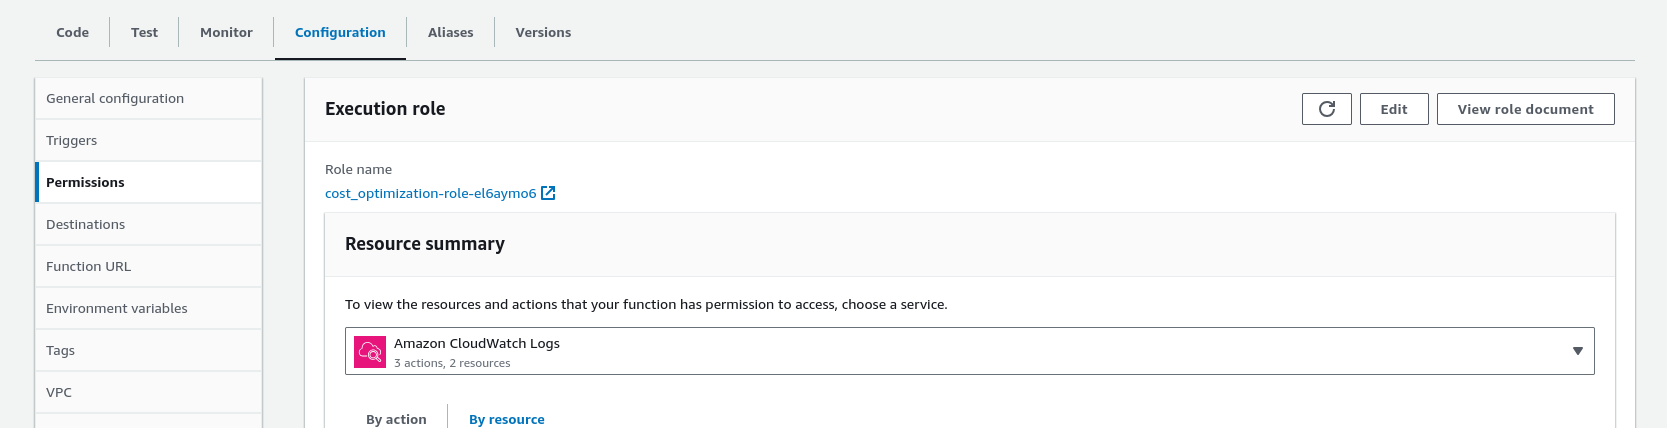 Code Test Monitor Configuration Aliases Versions
General configuration
Triggers
Permissions
Destinations
Function URL
Environment variables
Tags
VPC
Execution role
Edit View role document
Role name
cost_optimization-role-el6aymo6
Resource summary
To view the resources and actions that your function has permission to access, choose a service.
Amazon CloudWatch Logs
3 actions, 2 resources
By action By resource